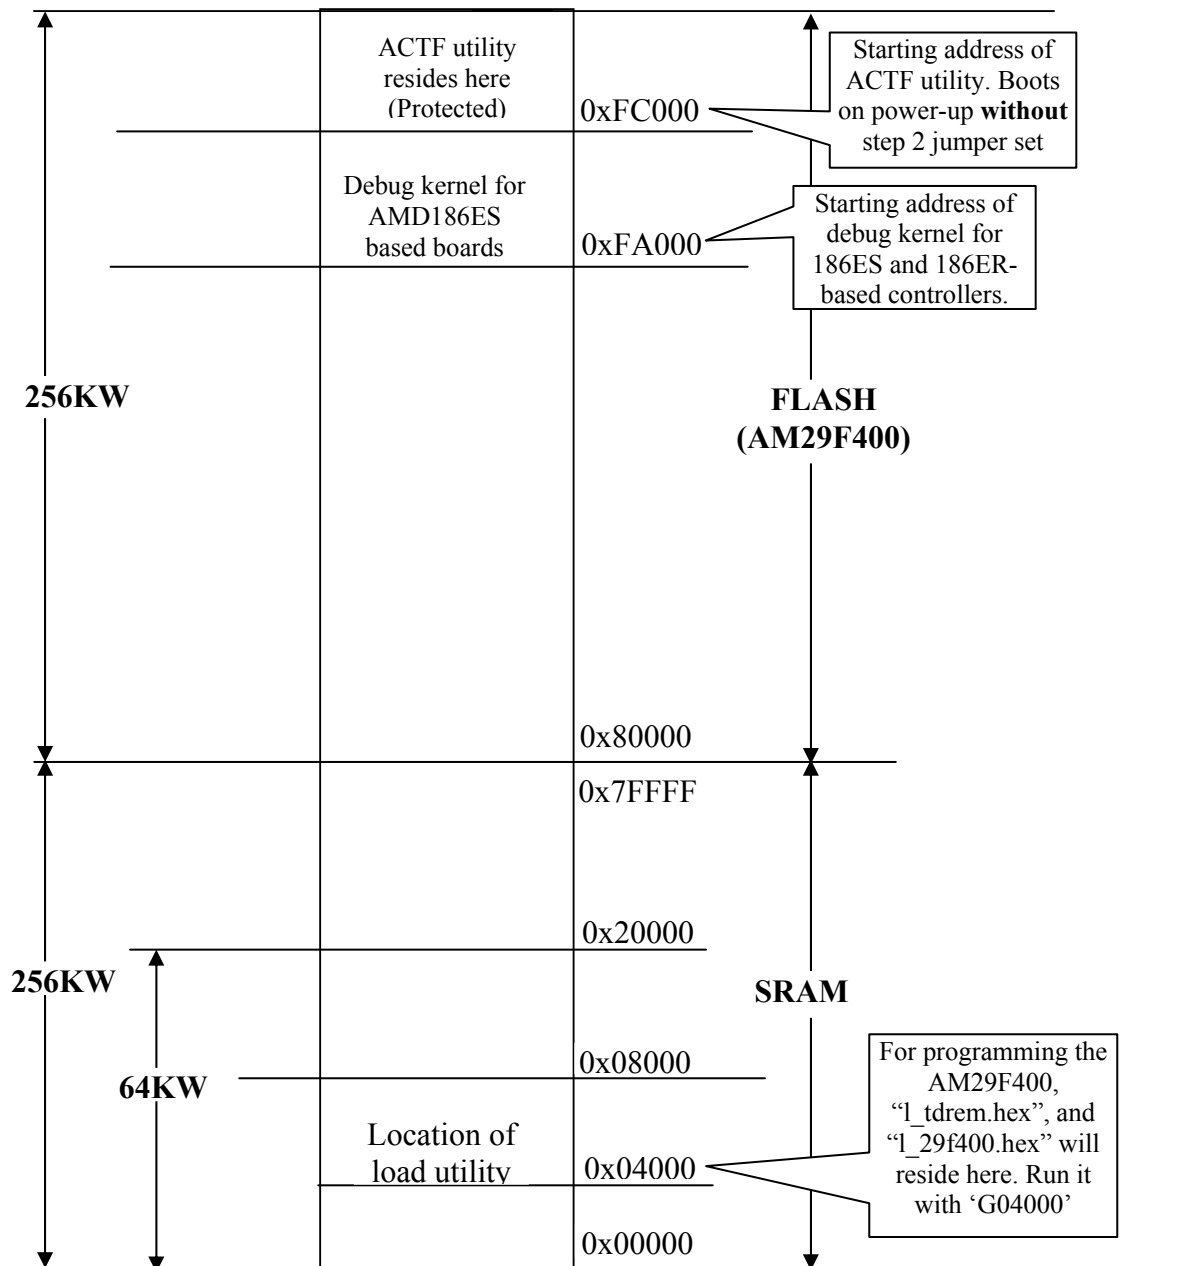 ACTF utility
resides here
(Protected)
0xFC000
Starting address of
ACTF utility. Boots
on power-up without
step 2 jumper set
Debug kernel for
AMD186ES
based boards
0xFA000
Starting address of
debug kernel for
186ES and 186ER-
based controllers.
256KW
FLASH
(AM29F400)
0x80000
0x7FFFF
0x20000
256KW
SRAM
0x08000
64KW
Location of
load utility
0x04000
For programming the
AM29F400,
“l_tdrem.hex”, and
“l_29f400.hex” will
reside here. Run it
with ‘G04000’
0x00000